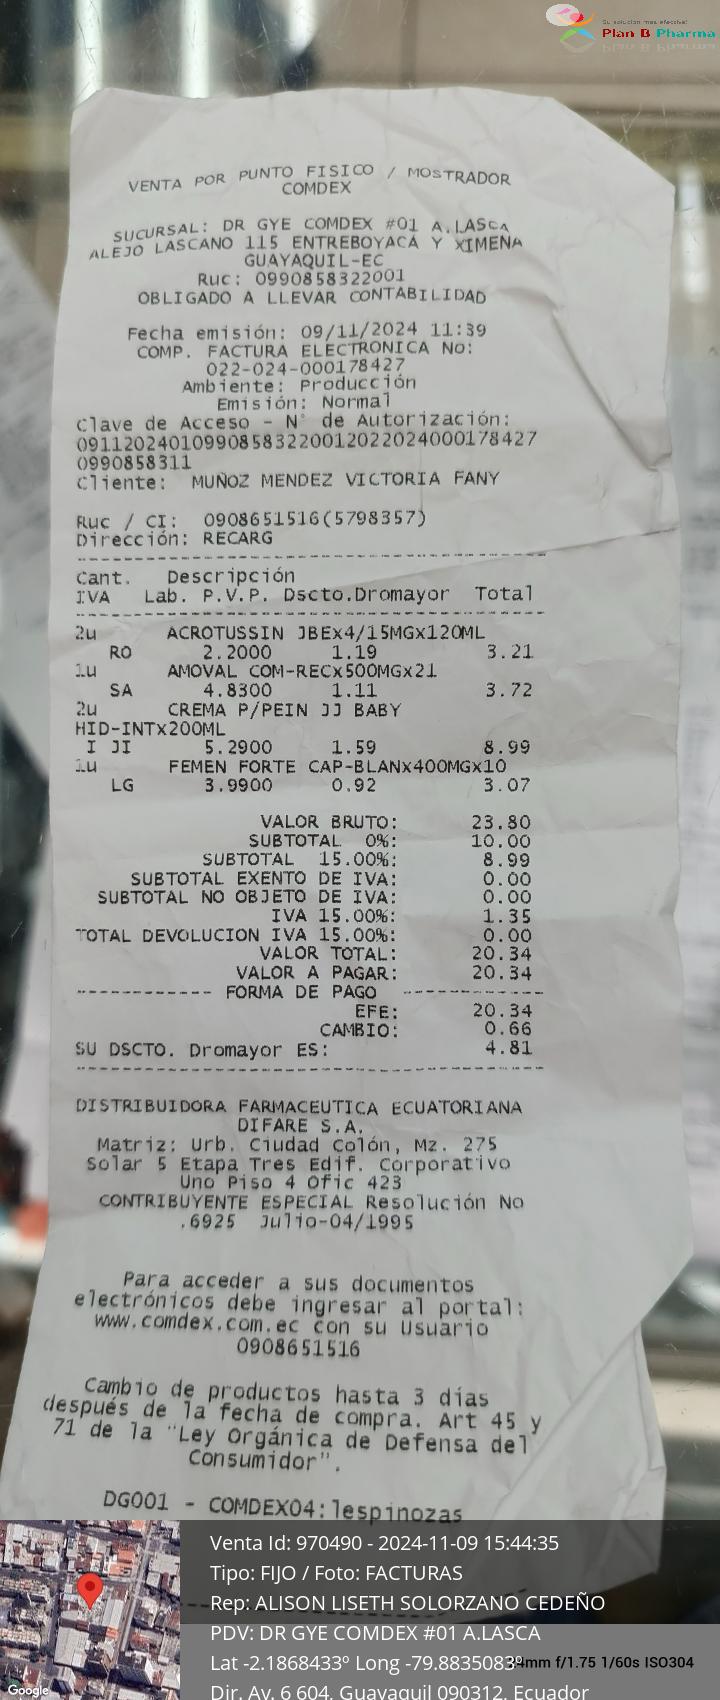 Su solución más efectiva!
Plan B Pharma
VENTA POR PUNTO FISICO / MOSTRADOR
COMDEX
SUCURSAL: DR GYE COMDEX #01 A.LASCA
ALEJO LASCANO 115 ENTREBOYACA Y XIMENA
GUAYAQUIL-EC
Ruc: 0990858322001
OBLIGADO A LLEVAR CONTABILIDAD
Fecha emisión: 09/11/2024 11:39
COMP. FACTURA ELECTRONICA No:
022-024-000178427
Ambiente: Producción
Emisión: Normal
Clave de Acceso - N° de Autorización:
091120240109908583220012022024000178427
0990858311
Cliente: MUÑOZ MENDEZ VICTORIA FANY
Ruc / CI: 0908651516(5798357)
Dirección: RECARG
Cant. Descripción
IVA Lab. P.V.P. Dscto.Dromayor Total
2u ACROTUSSIN JBEx4/15MGx120ML
RO 2.2000 1.19 3.21
1u AMOVAL COM-RECx500MGx21
SA 4.8300 1.11 3.72
2u CREMA P/PEIN JJ BABY
HID-INTx200ML
I JI 5.2900 1.59 8.99
1u FEMEN FORTE CAP-BLANx400MGx10
LG 3.9900 0.92 3.07
VALOR BRUTO: 23.80
SUBTOTAL 0%: 10.00
SUBTOTAL 15.00%: 8.99
SUBTOTAL EXENTO DE IVA: 0.00
SUBTOTAL NO OBJETO DE IVA: 0.00
IVA 15.00%: 1.35
TOTAL DEVOLUCION IVA 15.00%: 0.00
VALOR TOTAL: 20.34
VALOR A PAGAR: 20.34
------------ FORMA DE PAGO ------------
EFE: 20.34
CAMBIO: 0.66
SU DSCTO. Dromayor ES: 4.81
DISTRIBUIDORA FARMACEUTICA ECUATORIANA
DIFARE S.A.
Matriz: Urb. Ciudad Colón, Mz. 275
Solar 5 Etapa Tres Edif. Corporativo
Uno Piso 4 Ofic 423
CONTRIBUYENTE ESPECIAL Resolución No
.6925 Julio-04/1995
Para acceder a sus documentos
electrónicos debe ingresar al portal:
www.comdex.com.ec con su Usuario
0908651516
Cambio de productos hasta 3 días
después de la fecha de compra. Art 45 y
71 de la "Ley Orgánica de Defensa del
Consumidor".
DG001 - COMDEX04:lespinozas
Venta Id: 970490 - 2024-11-09 15:44:35
Tipo: FIJO / Foto: FACTURAS
Rep: ALISON LISETH SOLORZANO CEDEÑO
PDV: DR GYE COMDEX #01 A.LASCA
Lat -2.1868433º Long -79.8835083º
f/1.75 1/60s ISO304
Dir. Av. 6 604, Guayaquil 090312, Ecuador
Google